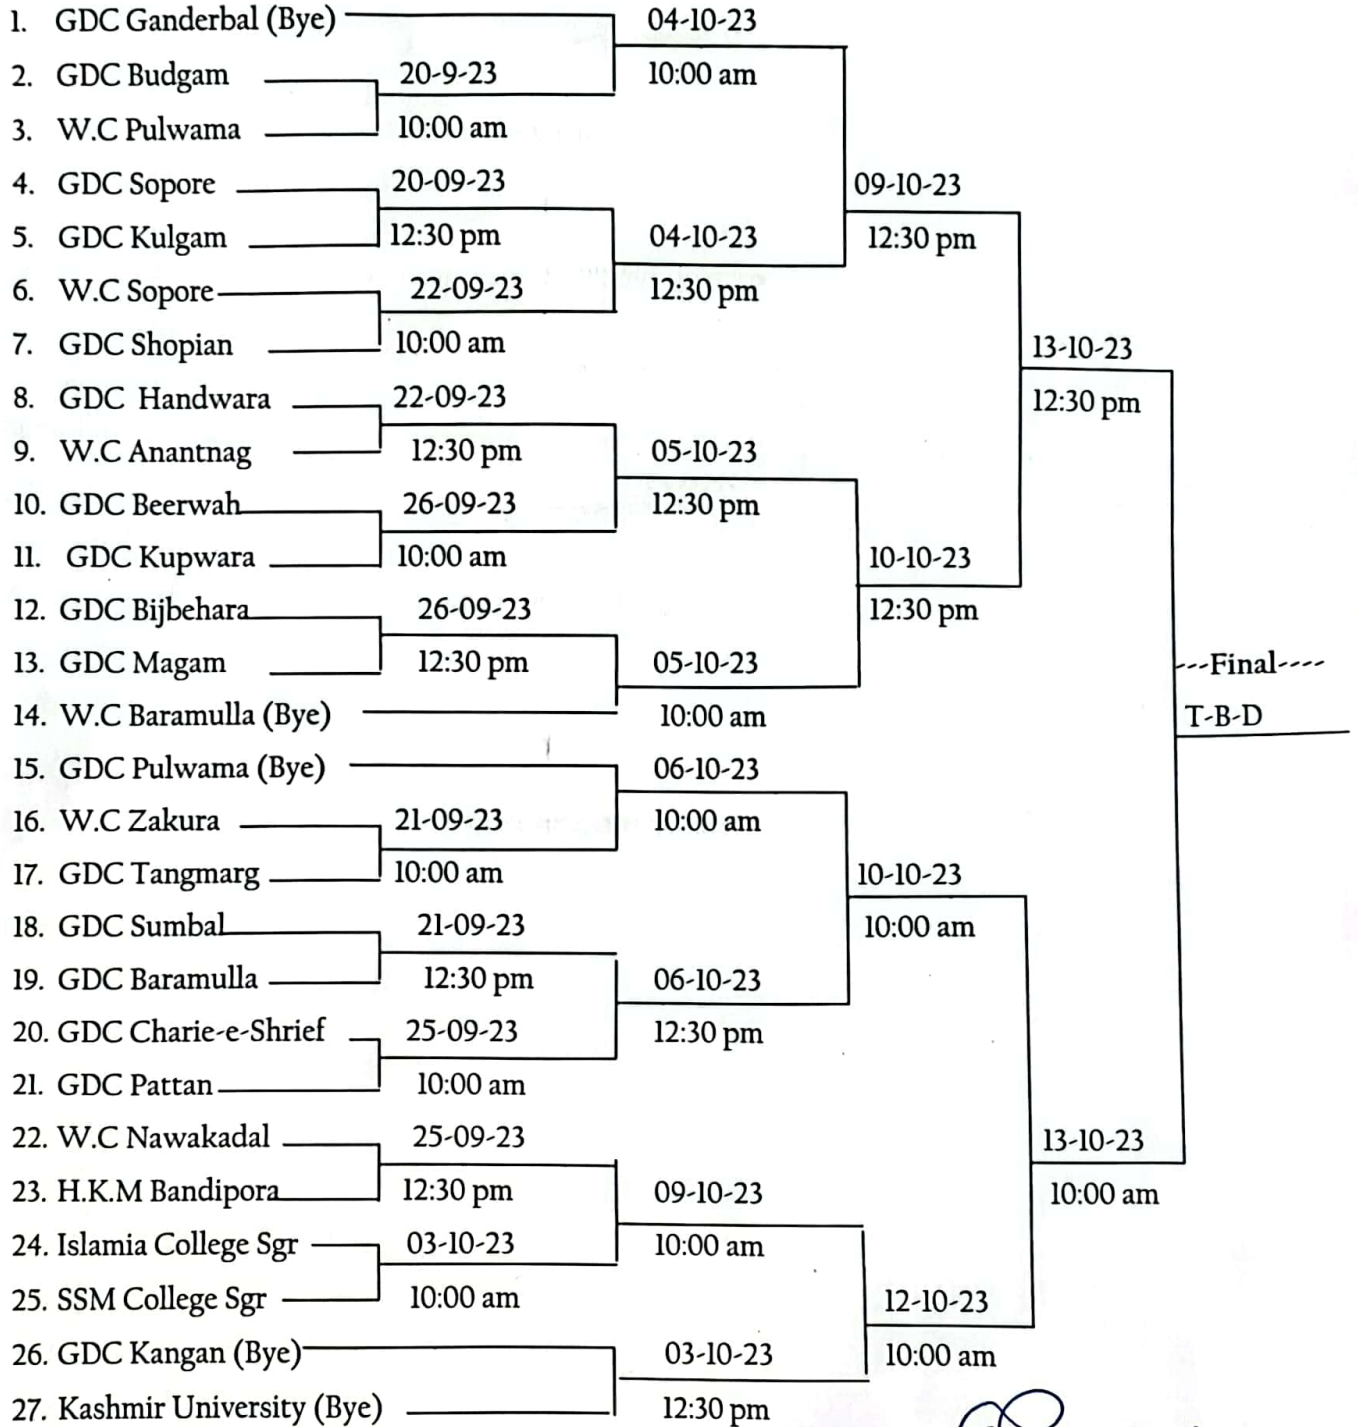 1. GDC Ganderbal (Bye)
04-10-23
2. GDC Budgam
20-9-23
10:00 am
3. W.C Pulwama
10:00 am
4. GDC Sopore
20-09-23
09-10-23
5. GDC Kulgam
12:30 pm
04-10-23
12:30 pm
6. W.C Sopore
22-09-23
12:30 pm
7. GDC Shopian
10:00 am
13-10-23
8. GDC Handwara
22-09-23
12:30 pm
9. W.C Anantnag
12:30 pm
05-10-23
10. GDC Beerwah
26-09-23
12:30 pm
11. GDC Kupwara
10:00 am
10-10-23
12. GDC Bijbehara
26-09-23
12:30 pm
13. GDC Magam
12:30 pm
05-10-23
---Final----
14. W.C Baramulla (Bye)
10:00 am
T-B-D
15. GDC Pulwama (Bye)
06-10-23
16. W.C Zakura
21-09-23
10:00 am
17. GDC Tangmarg
10:00 am
10-10-23
18. GDC Sumbal
21-09-23
10:00 am
19. GDC Baramulla
12:30 pm
06-10-23
20. GDC Charie-e-Shrief
25-09-23
12:30 pm
21. GDC Pattan
10:00 am
22. W.C Nawakadal
25-09-23
13-10-23
23. H.K.M Bandipora
12:30 pm
09-10-23
10:00 am
24. Islamia College Sgr
03-10-23
10:00 am
25. SSM College Sgr
10:00 am
12-10-23
26. GDC Kangan (Bye)
03-10-23
10:00 am
27. Kashmir University (Bye)
12:30 pm